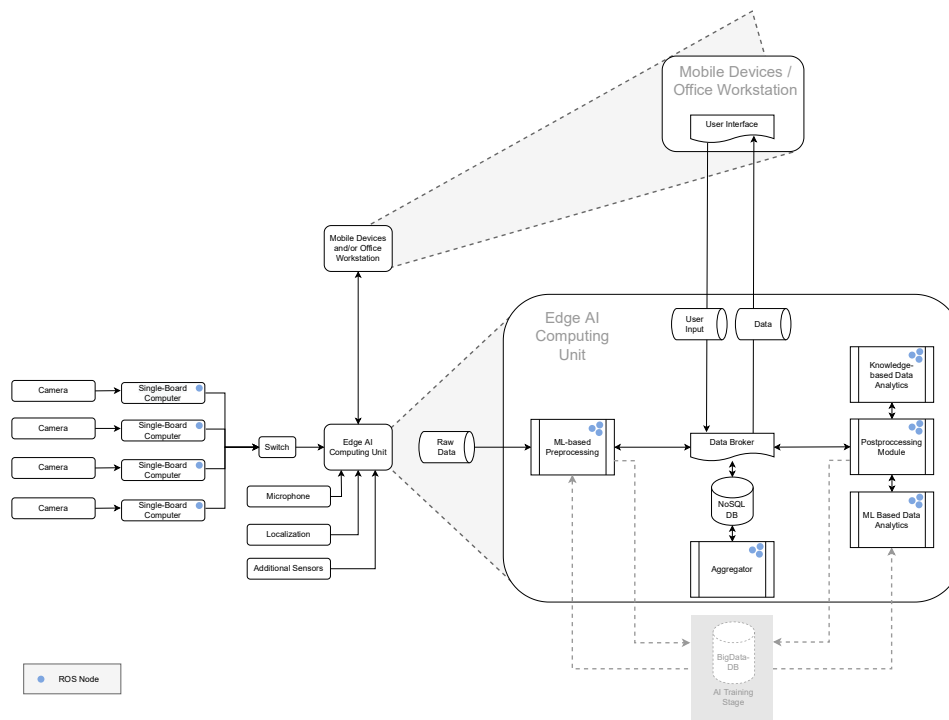 Mobile Devices /
Office Workstation
User Interface
Mobile Devices
and/or Office
Workstation
Edge AI
Computing
Unit
User
Input
Data
Knowledge-
based Data
Analytics
Camera
Single-Board
Computer
Camera
Single-Board
Computer
Camera
Single-Board
Computer
Camera
Single-Board
Computer
Switch
Edge AI
Computing Unit
Raw
Data
ML-based
Preprocessing
Data Broker
Postproccessing
Module
Microphone
Localization
Additional Sensors
NoSQL
DB
ML Based Data
Analytics
Aggregator
BigData-
DB
AI Training
Stage
ROS Node